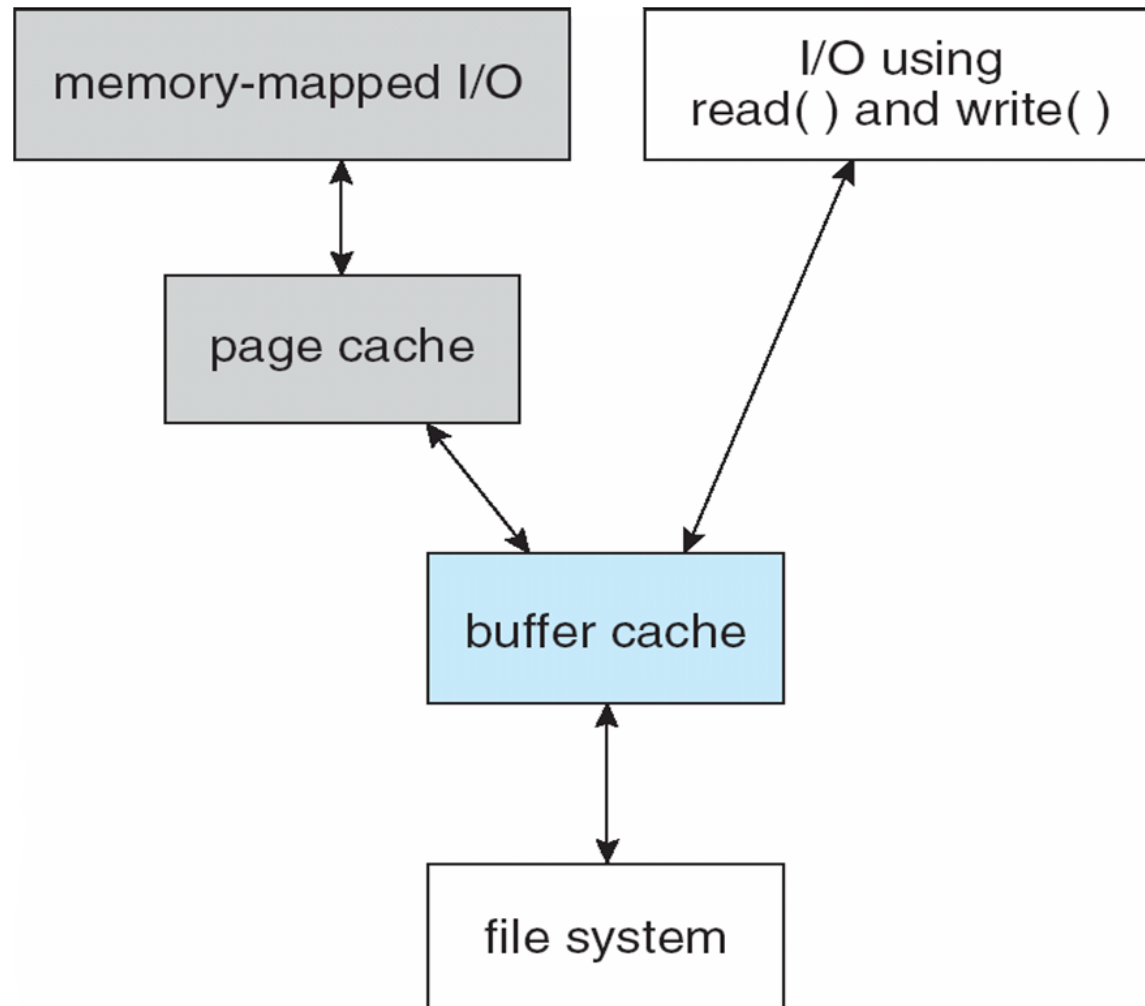 memory-mapped I/O
I/O using
read( ) and write( )
page cache
buffer cache
file system